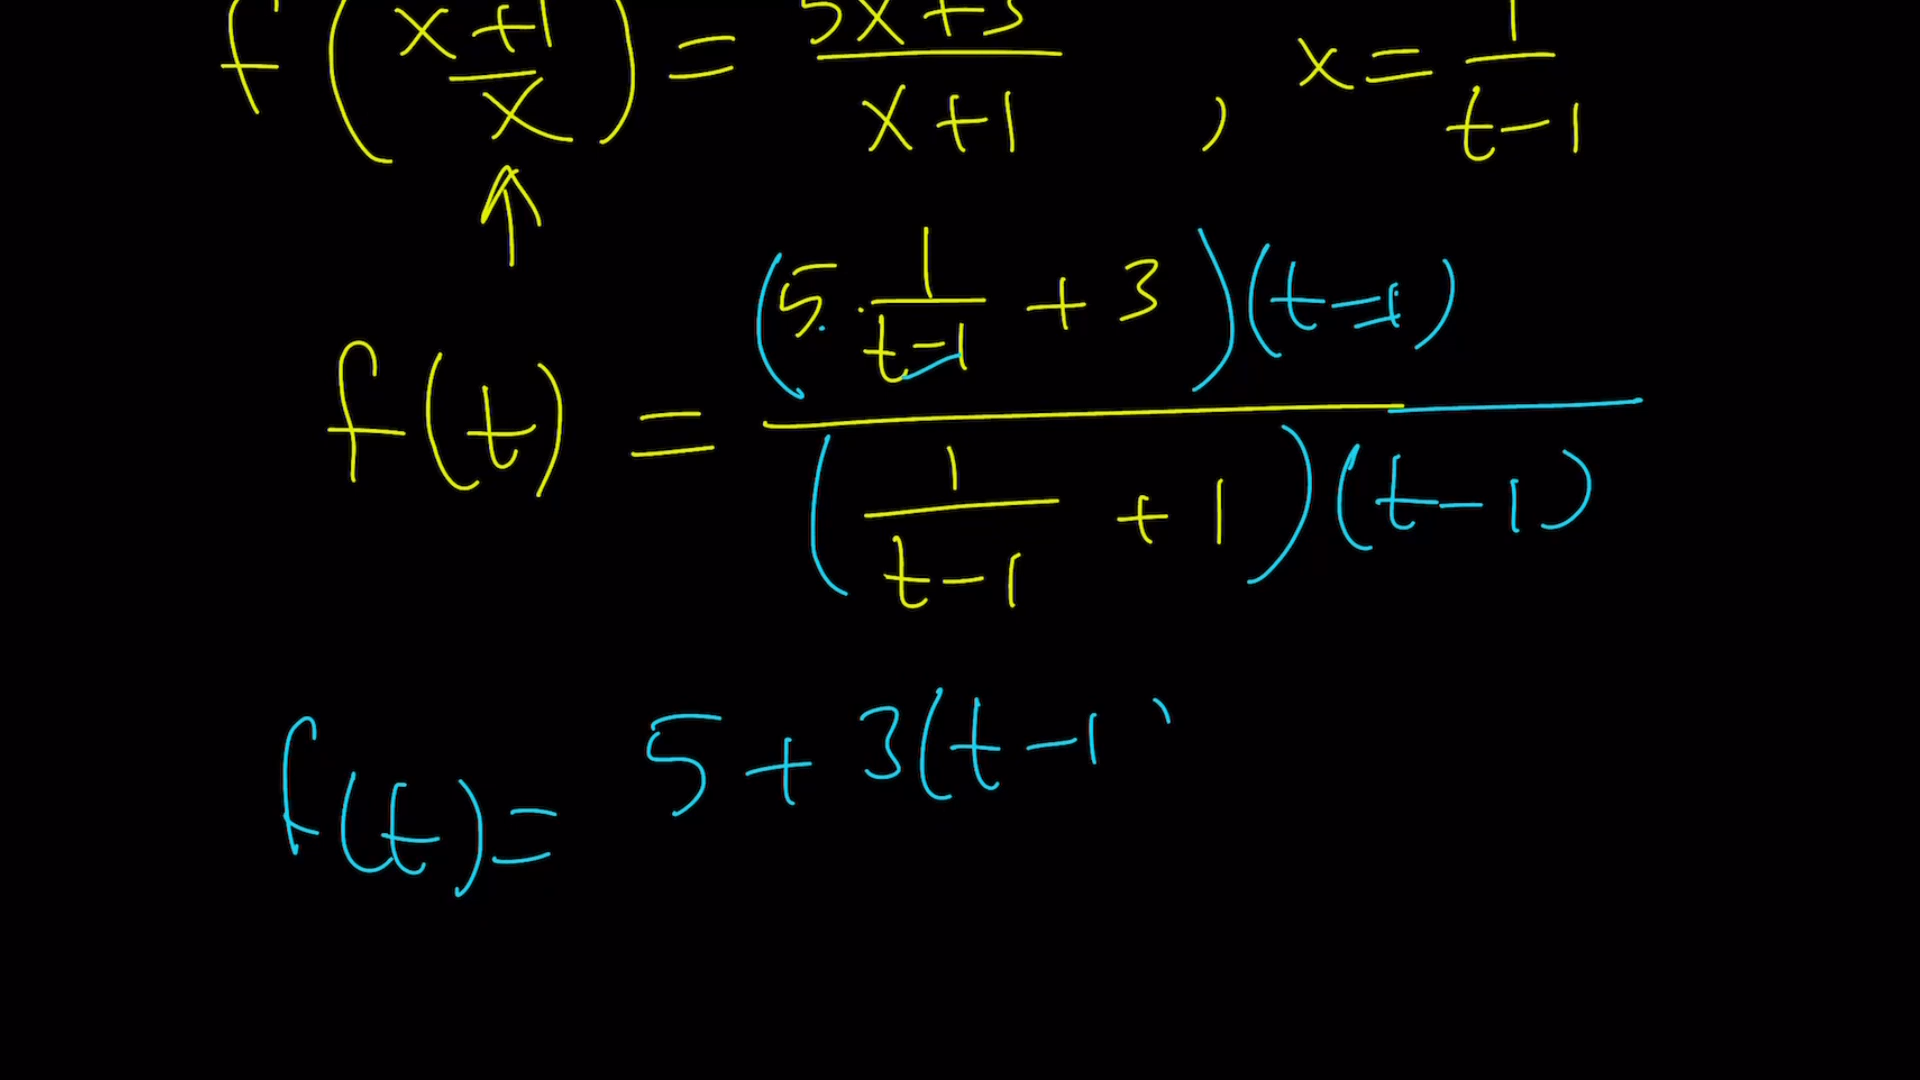 f(x+1/x) = 5x+3/x+1 , x = 1/t-1
f(t) = (5·1/t-1 + 3)(t-1)/(1/t-1 + 1)(t-1)
f(t) = 5+3(t-1)